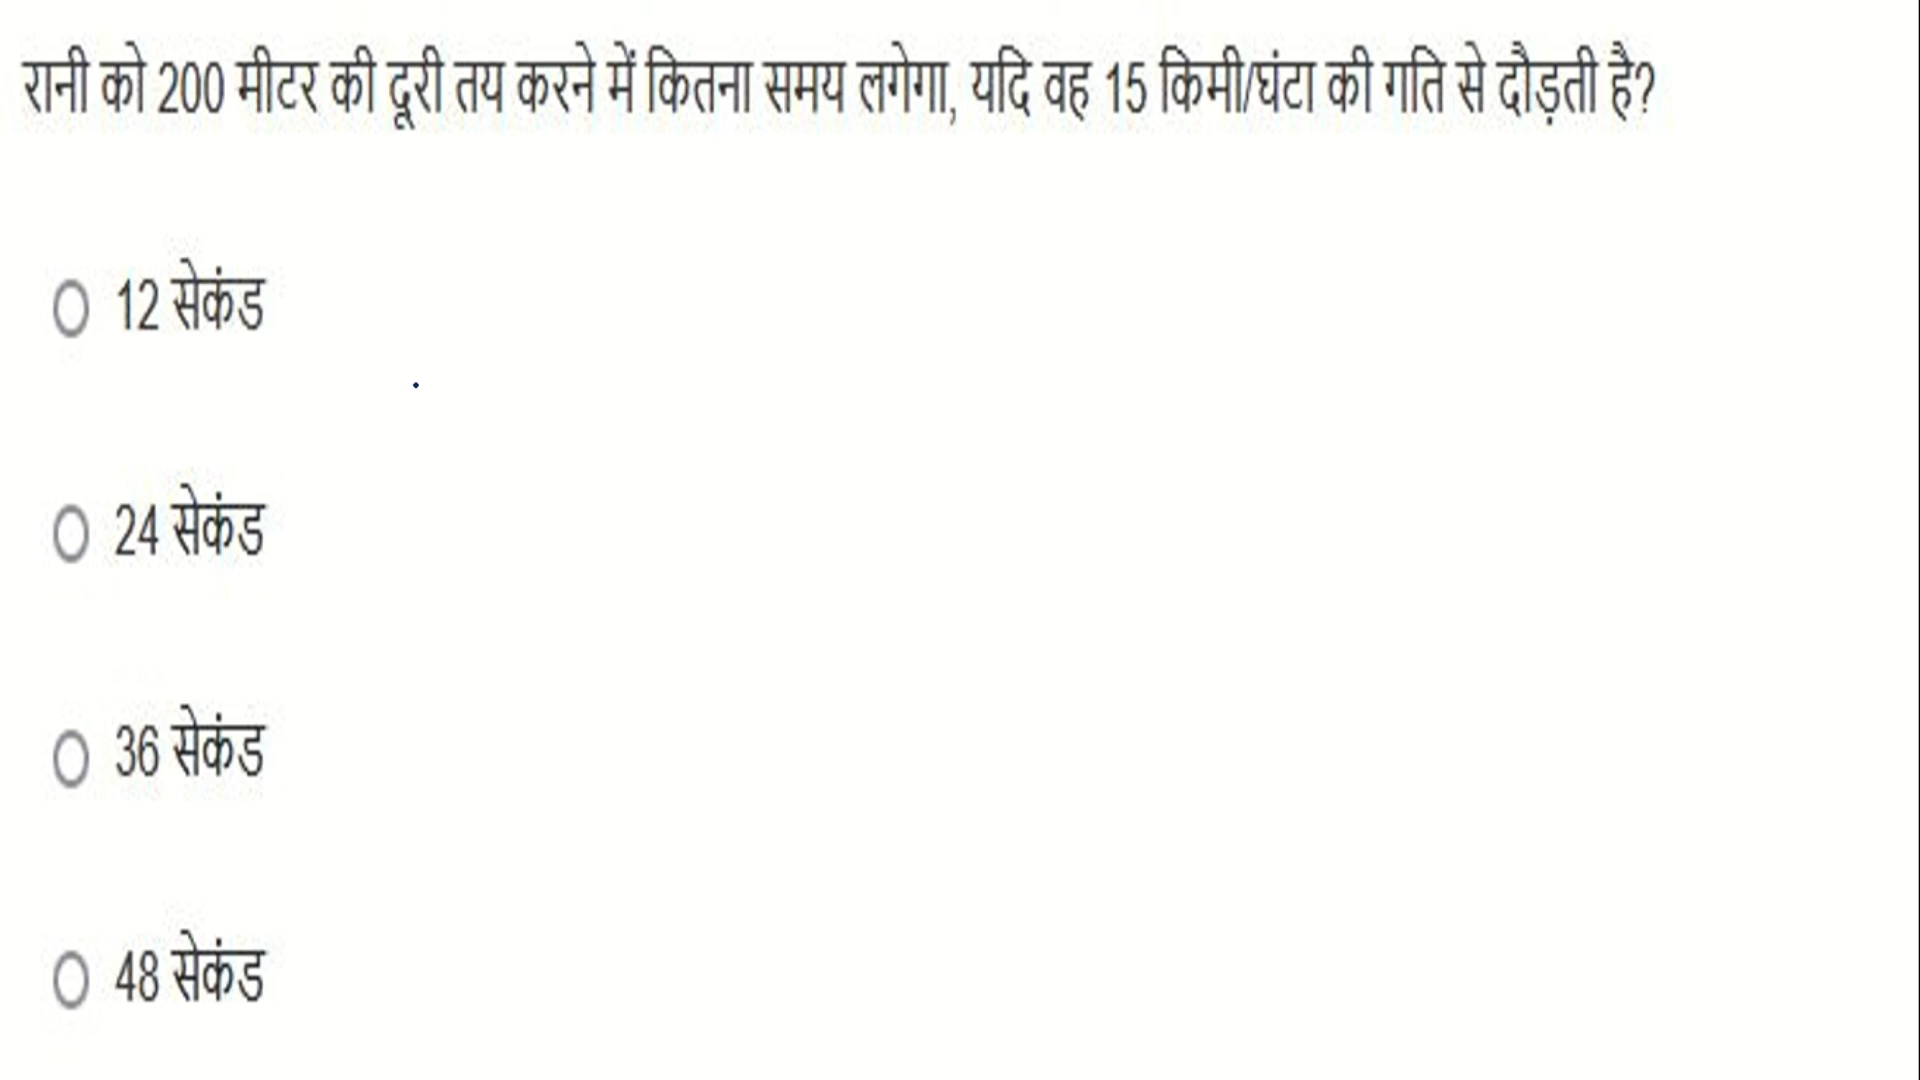 रानी को 200 मीटर की दूरी तय करने में कितना समय लगेगा, यदि वह 15 किमी/घंटा की गति से दौड़ती है?
12 सेकंड
24 सेकंड
36 सेकंड
48 सेकंड